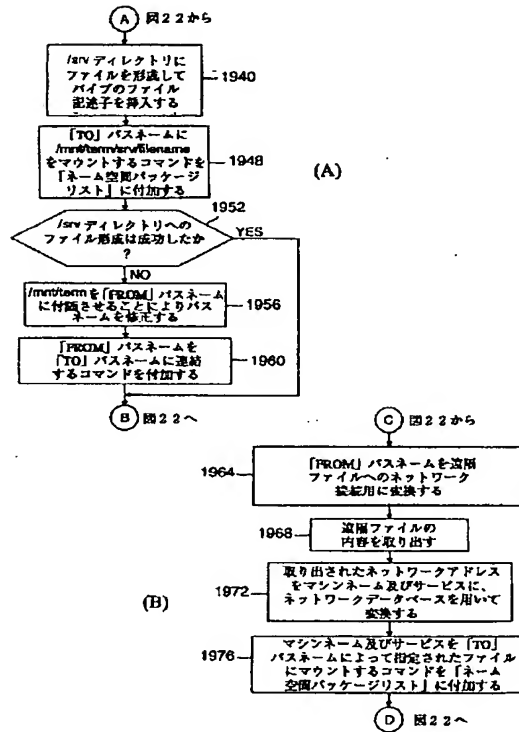 A 図22から
/srvディレクトリに
ファイルを形成して
パイプのファイル
記述子を挿入する
1940
「TO」パスネームに
/mnt/term/srv/filename
をマウントするコマンドを
「ネーム空間パッケージ
リスト」に付加する
1948
(A)
1952
/srvディレクトリへの
ファイル形成は成功したか
?
YES
NO
/mnt/termを「FROM」パスネーム
に付随させることによりパス
ネームを修正する
1956
「FROM」パスネームを
「TO」パスネームに連結
するコマンドを付加する
1960
B 図22へ
C 図22から
1964
「FROM」パスネームを遠隔
ファイルへのネットワーク
接続用に変換する
1968
遠隔ファイルの
内容を取り出す
(B)
1972
取り出されたネットワークアドレス
をマシンネーム及びサービスに、
ネットワークデータベースを用いて
変換する
1976
マシンネーム及びサービスを「TO」
パスネームによって指定されたファイル
にマウントするコマンドを「ネーム
空間パッケージリスト」に付加する
D 図22へ